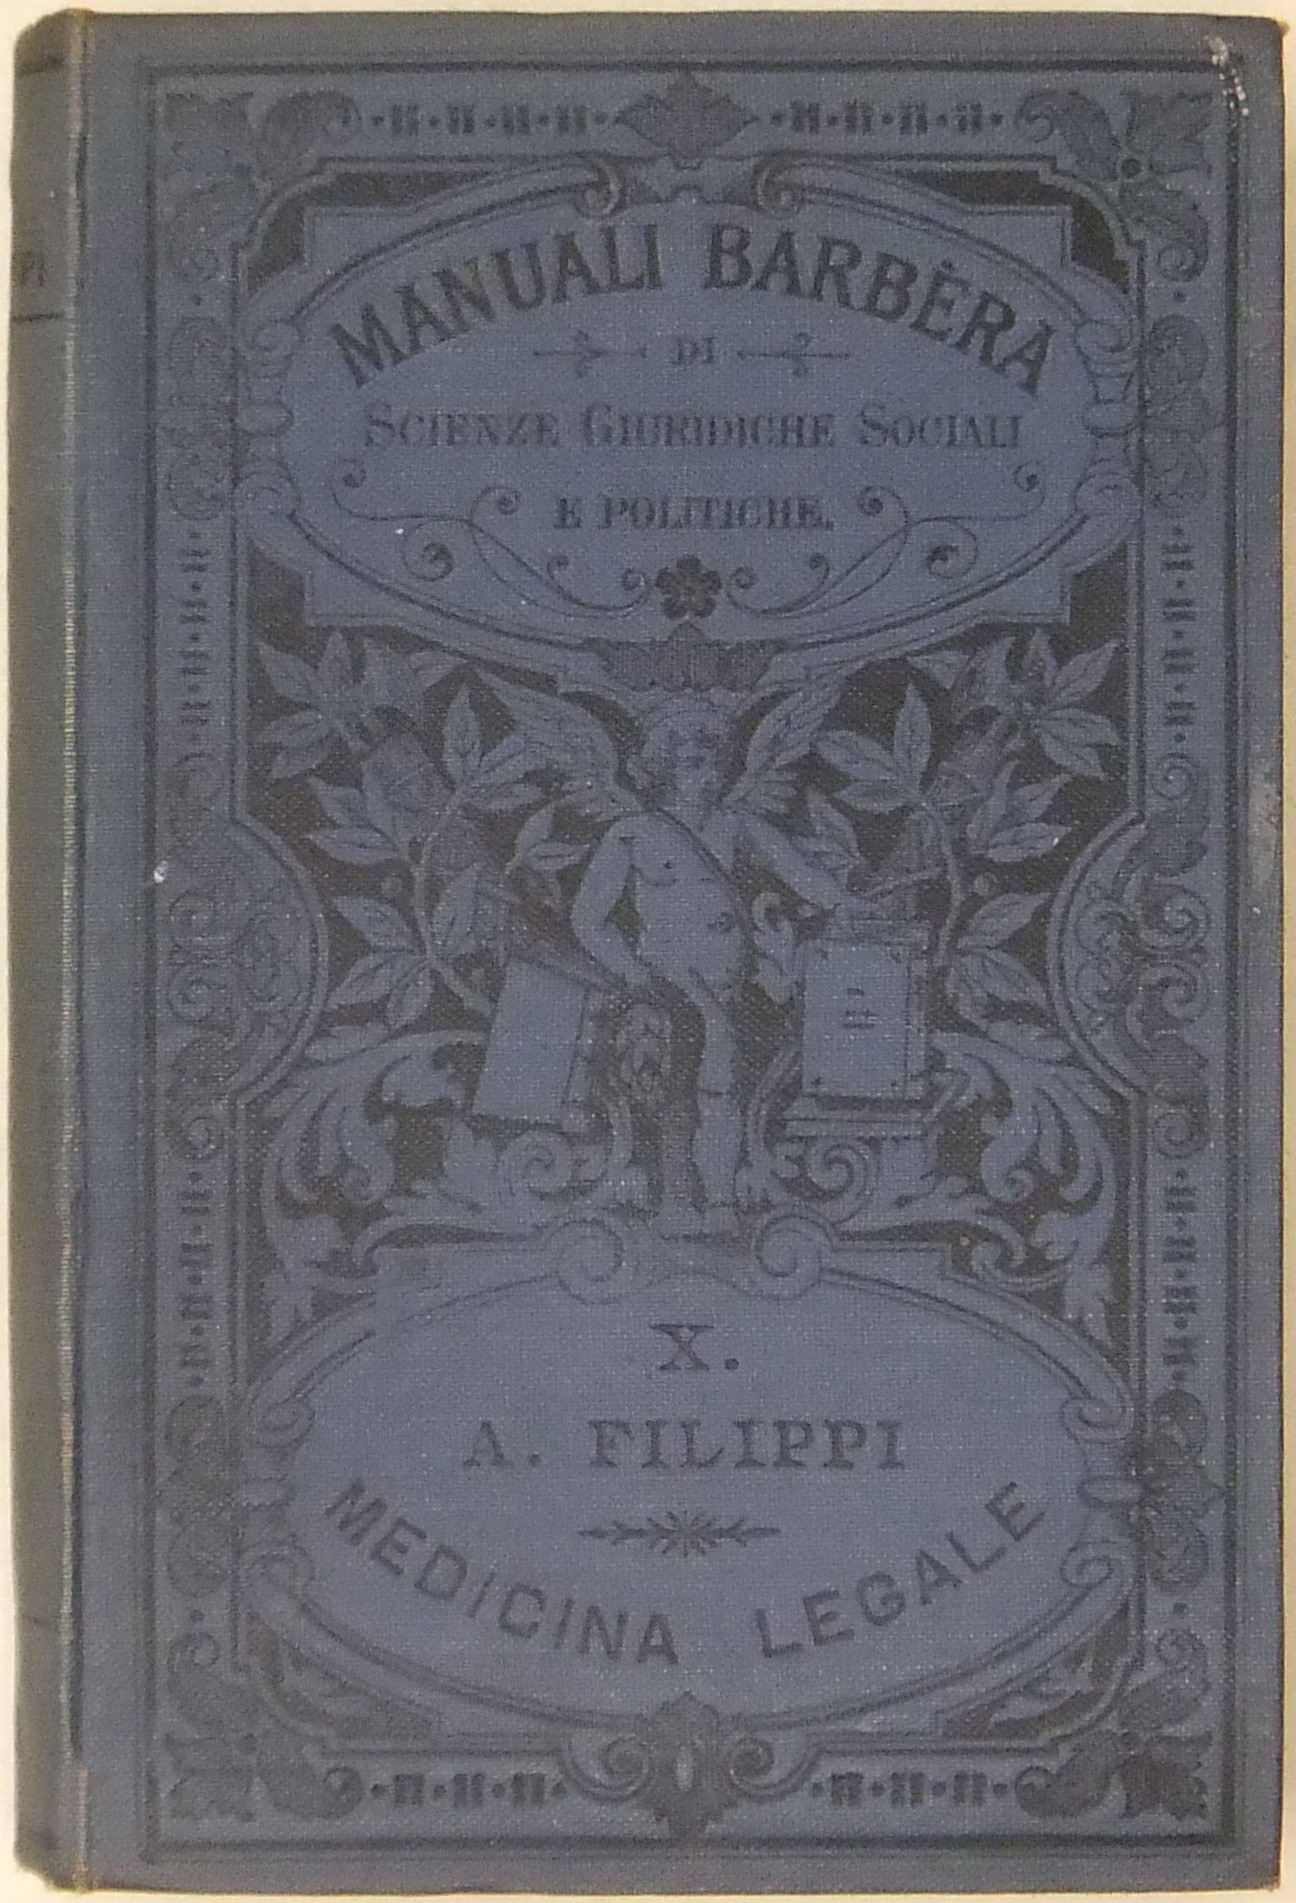 MANUALI BARBÈRA
DI
SCIENZE GIURIDICHE SOCIALI
E POLITICHE.
X.
A. FILIPPI
MEDICINA LEGALE